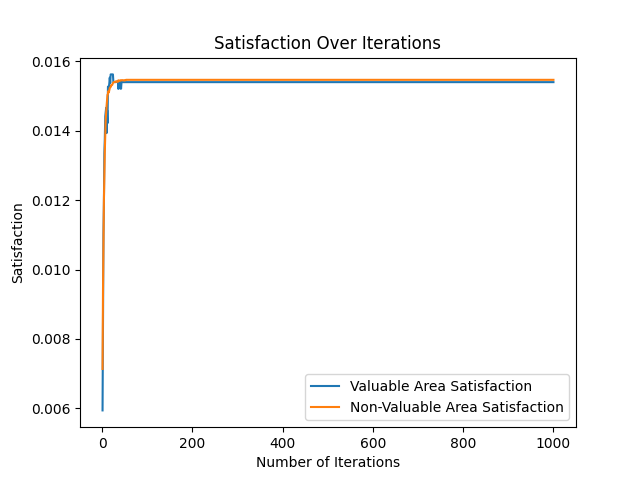 Satisfaction Over Iterations
0.016
0.014
0.012
0.010
0.008
0.006
Satisfaction
Valuable Area Satisfaction
Non-Valuable Area Satisfaction
0 200 400 600 800 1000
Number of Iterations